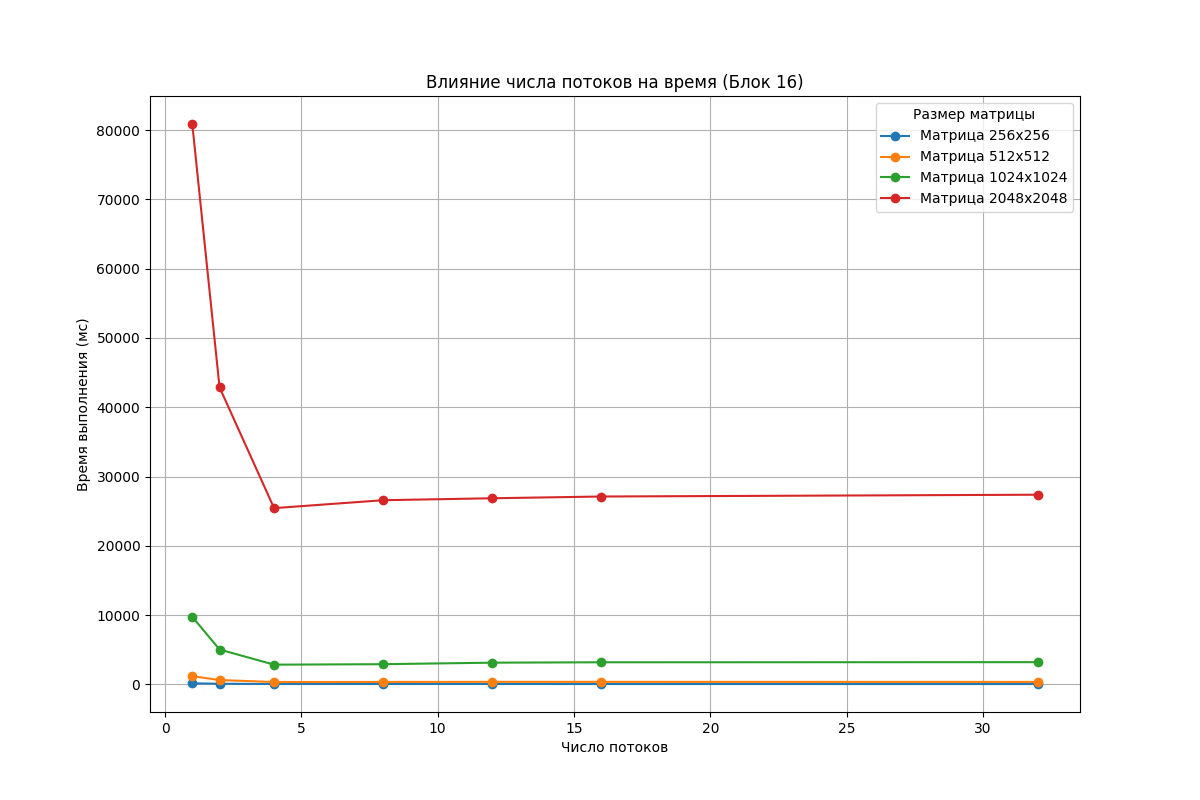 Влияние числа потоков на время (Блок 16)
Размер матрицы
Матрица 256x256
Матрица 512x512
Матрица 1024x1024
Матрица 2048x2048
Время выполнения (мс)
80000
70000
60000
50000
40000
30000
20000
10000
0
0 5 10 15 20 25 30
Число потоков